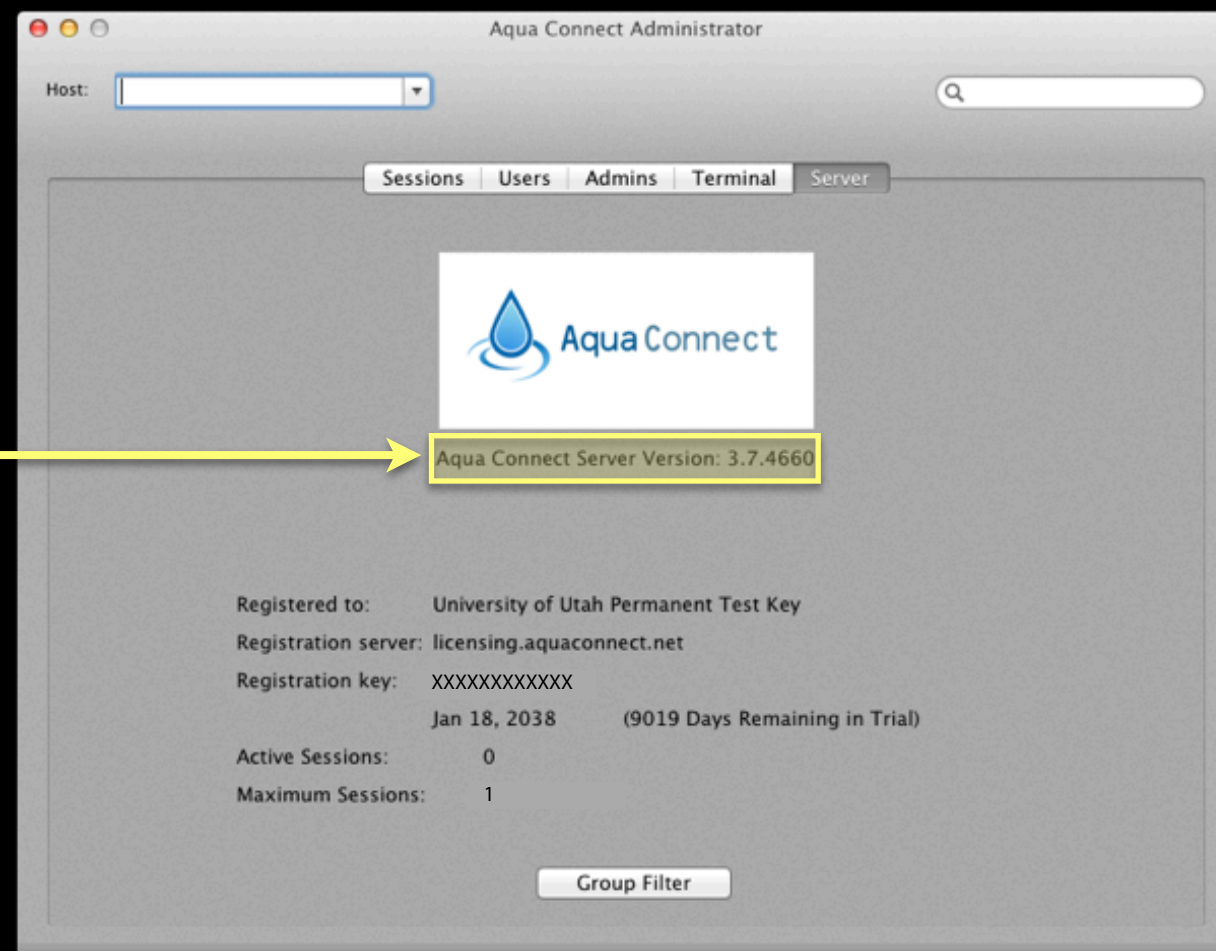 Aqua Connect Administrator
Host:
Sessions Users Admins Terminal Server
Aqua Connect
Aqua Connect Server Version: 3.7.4660
Registered to: University of Utah Permanent Test Key
Registration server: licensing.aquaconnect.net
Registration key: XXXXXXXXXXXX
Jan 18, 2038 (9019 Days Remaining in Trial)
Active Sessions: 0
Maximum Sessions: 1
Group Filter